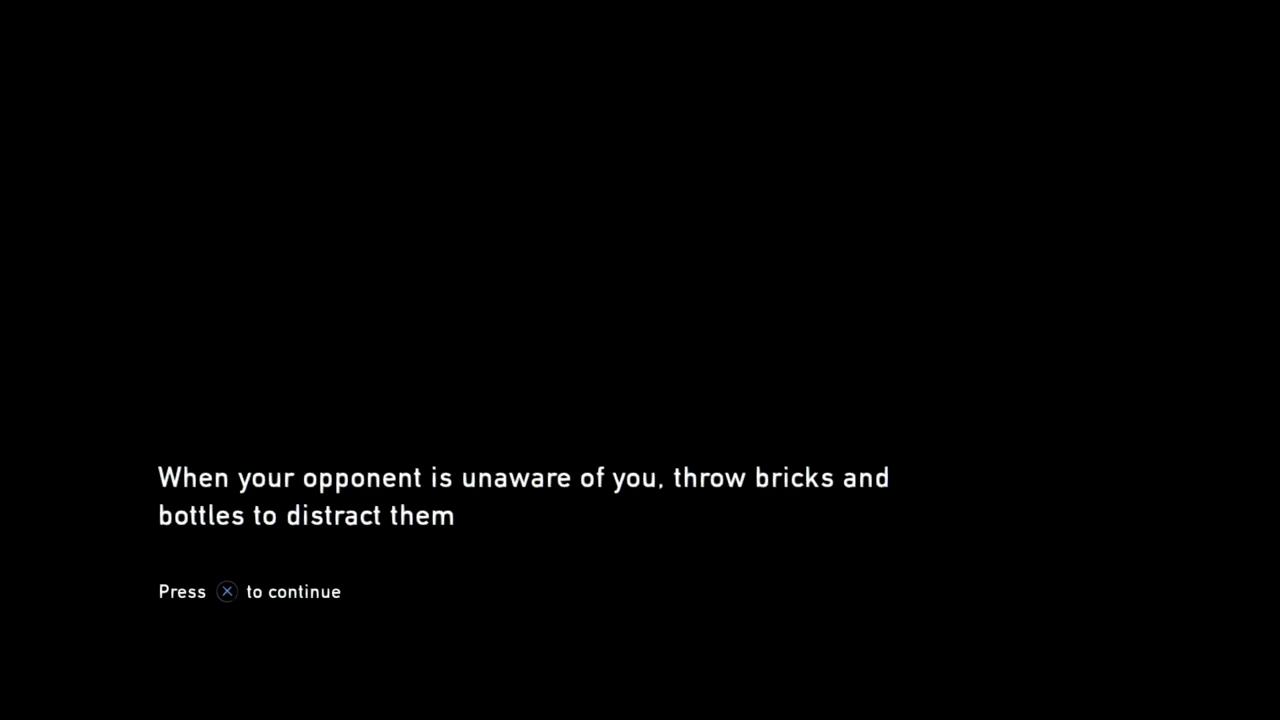 When your opponent is unaware of you, throw bricks and
bottles to distract them
Press ⓧ to continue